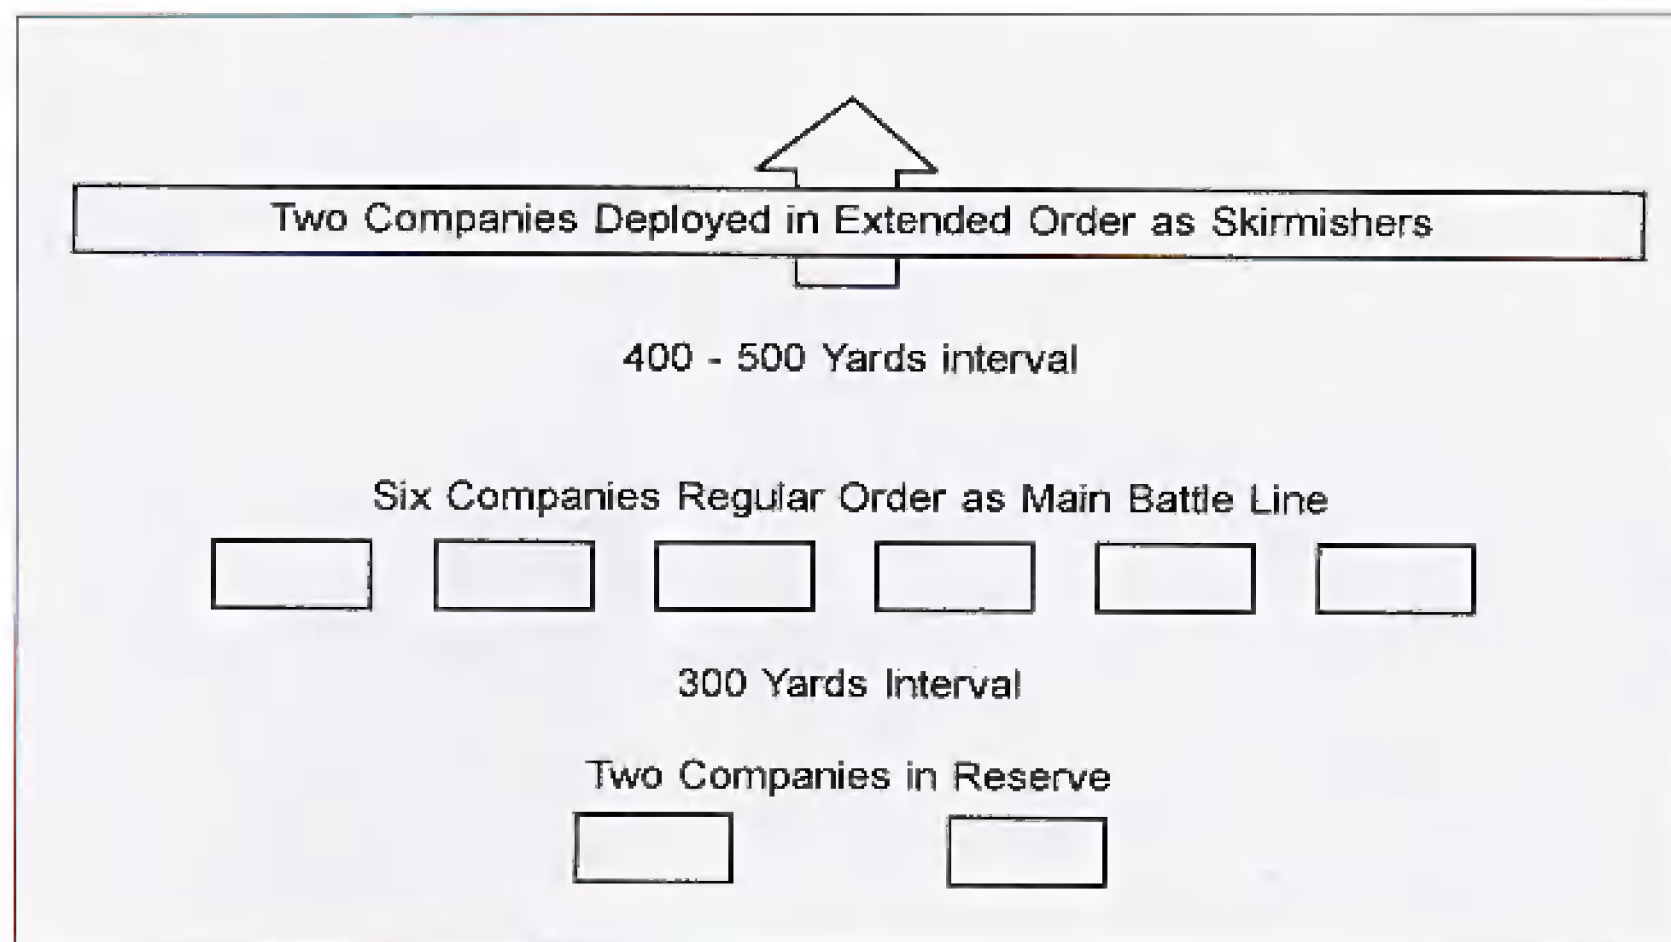 Two Companies Deployed in Extended Order as Skirmishers
400 - 500 Yards interval
Six Companies Regular Order as Main Battle Line
300 Yards Interval
Two Companies in Reserve